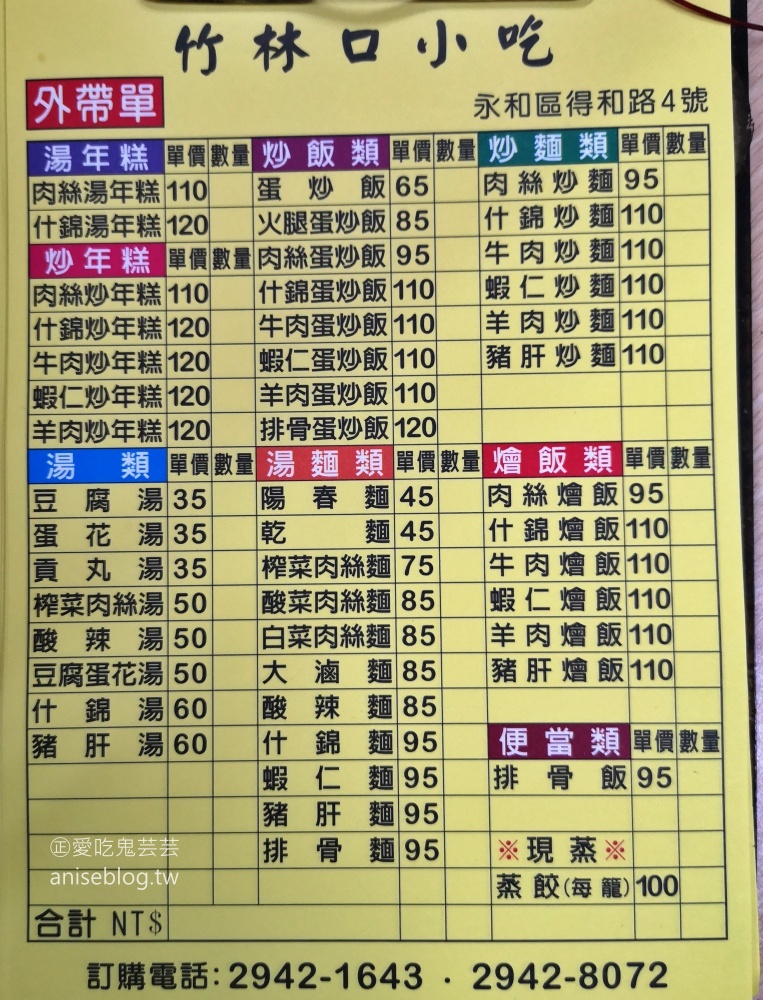 竹林口小吃
外帶單
永和區得和路4號
湯年糕 單價 數量
肉絲湯年糕 110
什錦湯年糕 120
炒年糕 單價 數量
肉絲炒年糕 110
什錦炒年糕 120
牛肉炒年糕 120
蝦仁炒年糕 120
羊肉炒年糕 120
湯類 單價 數量
豆腐湯 35
蛋花湯 35
貢丸湯 35
榨菜肉絲湯 50
酸辣湯 50
豆腐蛋花湯 50
什錦湯 60
豬肝湯 60
炒飯類 單價 數量
蛋炒飯 65
火腿蛋炒飯 85
肉絲蛋炒飯 95
什錦蛋炒飯 110
牛肉蛋炒飯 110
蝦仁蛋炒飯 110
羊肉蛋炒飯 110
排骨蛋炒飯 120
湯麵類 單價 數量
陽春麵 45
乾麵 45
榨菜肉絲麵 75
酸菜肉絲麵 85
白菜肉絲麵 85
大滷麵 85
酸辣麵 85
什錦麵 95
蝦仁麵 95
豬肝麵 95
排骨麵 95
炒麵類 單價 數量
肉絲炒麵 95
什錦炒麵 110
牛肉炒麵 110
蝦仁炒麵 110
羊肉炒麵 110
豬肝炒麵 110
燴飯類 單價 數量
肉絲燴飯 95
什錦燴飯 110
牛肉燴飯 110
蝦仁燴飯 110
羊肉燴飯 110
豬肝燴飯 110
便當類 單價 數量
排骨飯 95
※現蒸※
蒸餃(每籠) 100
合計 NT$
訂購電話:2942-1643 · 2942-8072
㊣愛吃鬼芸芸
aniseblog.tw